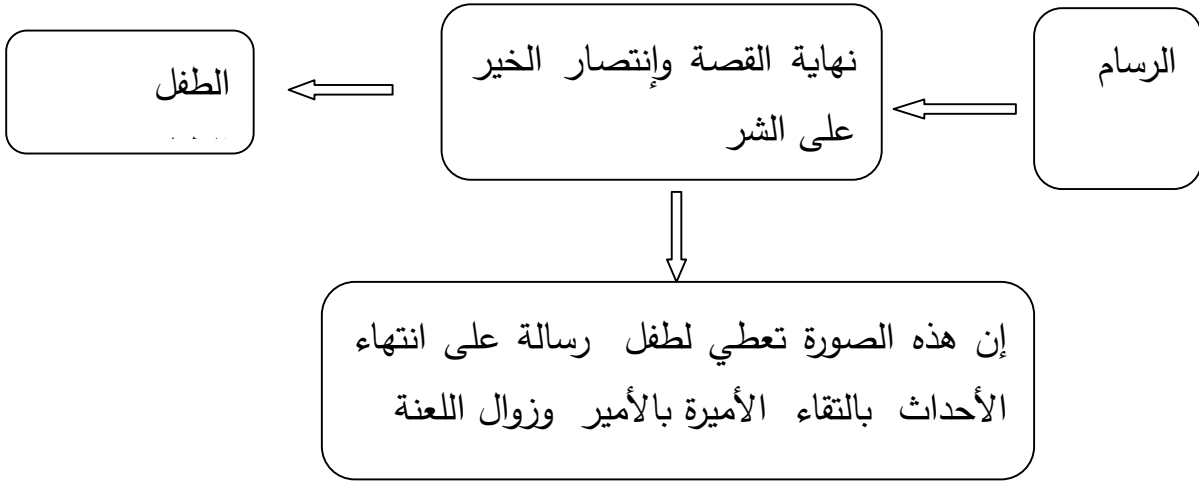 الرسام
نهاية القصة وإنتصار الخير
على الشر
الطفل
إن هذه الصورة تعطي لطفل رسالة على انتهاء
الأحداث بالتقاء الأميرة بالأمير وزوال اللعنة